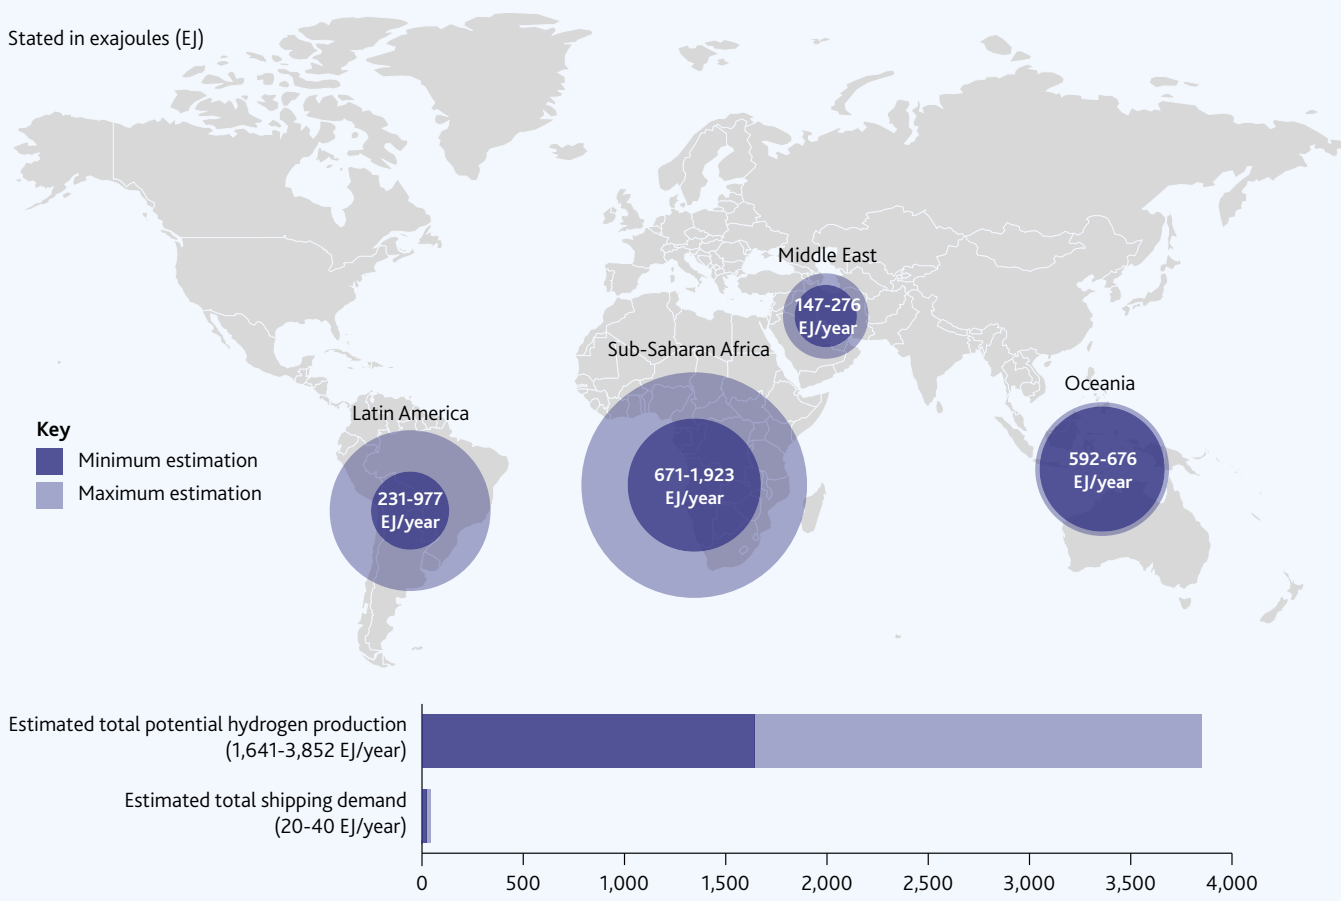 Stated in exajoules (EJ)
Middle East
147-276
EJ/year
Sub-Saharan Africa
671-1,923
EJ/year
Oceania
592-676
EJ/year
Latin America
231-977
EJ/year
Key
Minimum estimation
Maximum estimation
Estimated total potential hydrogen production
(1,641-3,852 EJ/year)
Estimated total shipping demand
(20-40 EJ/year)
0 500 1,000 1,500 2,000 2,500 3,000 3,500 4,000